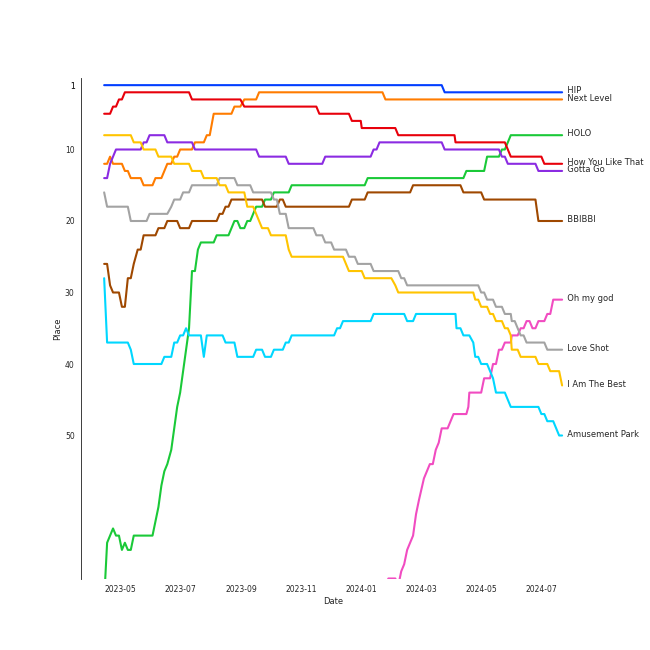 1
10
20
30
40
50
Place
2023-05
2023-07
2023-09
2023-11
2024-01
2024-03
2024-05
2024-07
Date
HIP
Next Level
HOLO
How You Like That
Gotta Go
BBIBBI
Oh my god
Love Shot
I Am The Best
Amusement Park